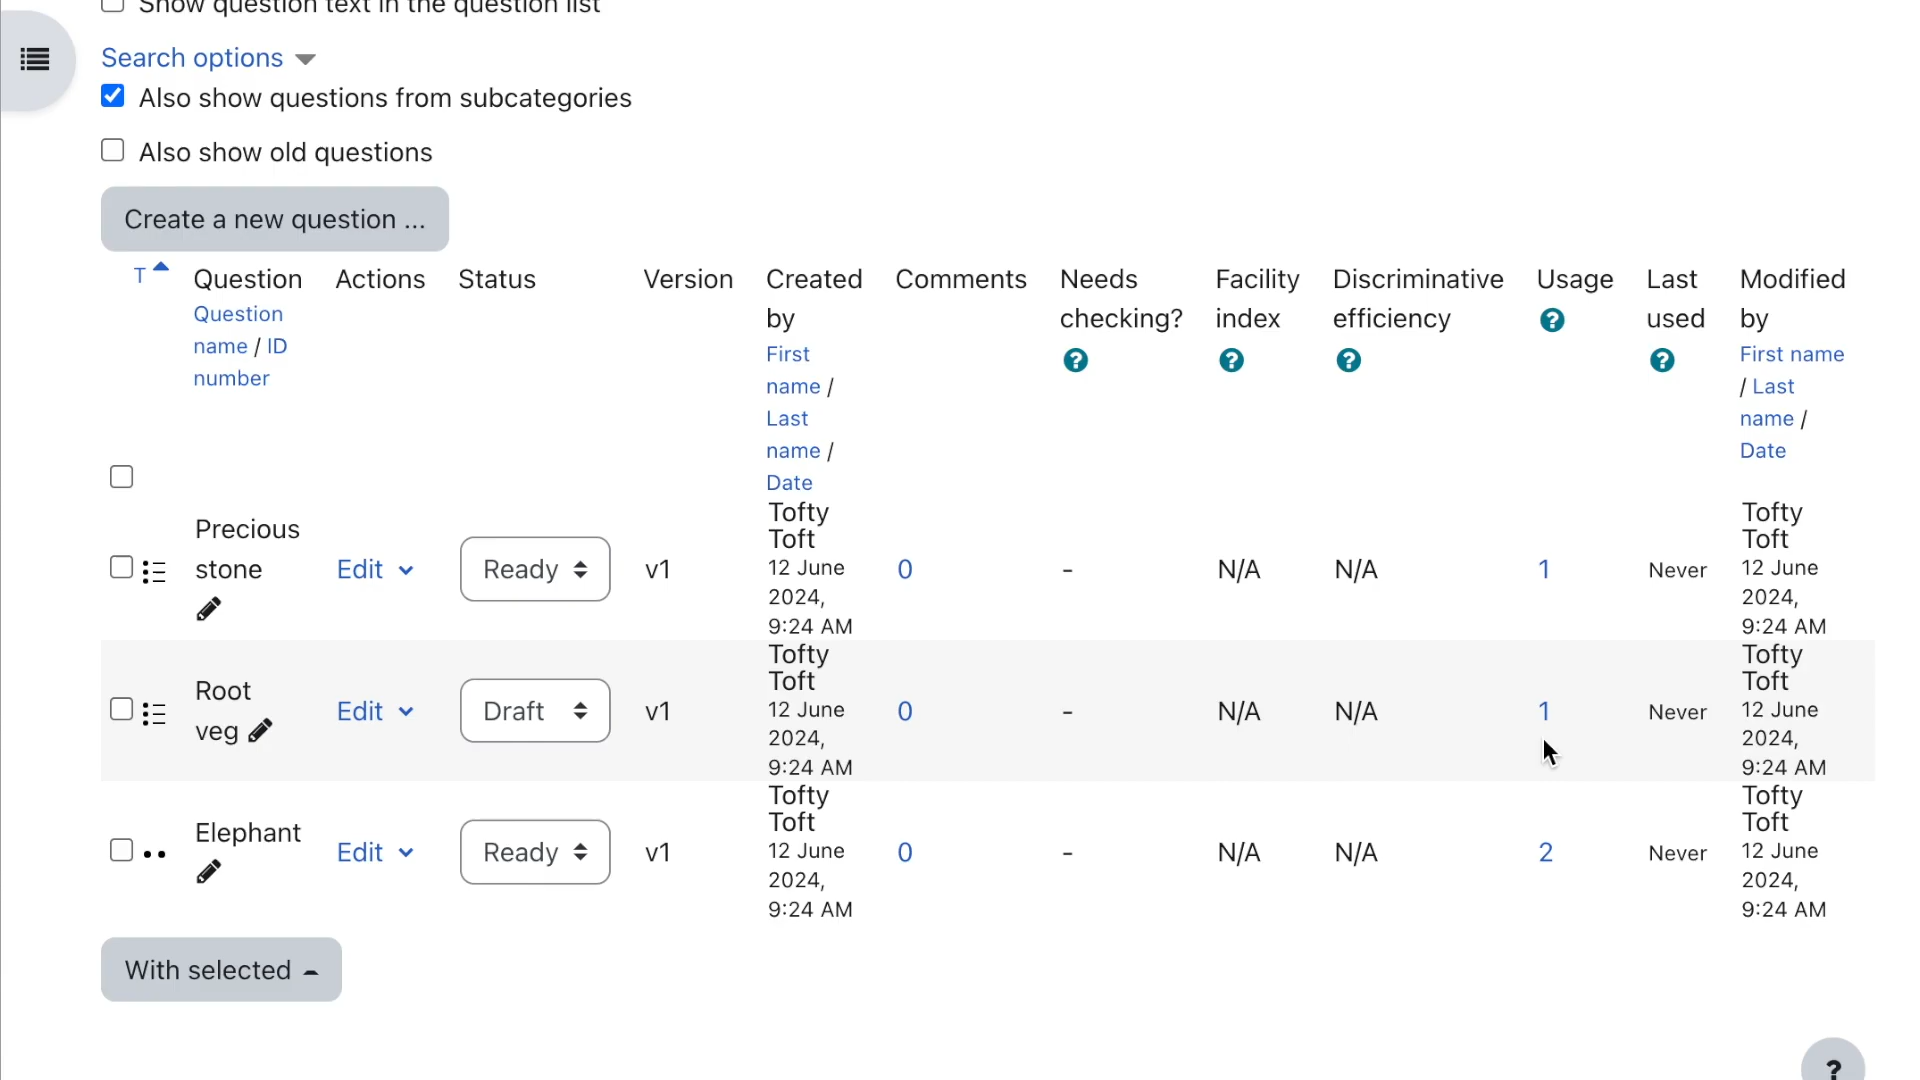 Show question text in the question list
Search options
Also show questions from subcategories
Also show old questions
Create a new question ...
T Question Actions Status Version Created Comments Needs Facility Discriminative Usage Last Modified
by checking? index efficiency ? used by
Question
name / ID
number
? ? ? ?
First
name /
Last
name /
Date
First name
/ Last
name /
Date
Precious
stone
Edit Ready v1
Tofty
Toft
12 June
2024,
9:24 AM
0 - N/A N/A 1 Never
Tofty
Toft
12 June
2024,
9:24 AM
Root
veg
Edit Draft v1
Tofty
Toft
12 June
2024,
9:24 AM
0 - N/A N/A 1 Never
Tofty
Toft
12 June
2024,
9:24 AM
Elephant
Edit Ready v1
Tofty
Toft
12 June
2024,
9:24 AM
0 - N/A N/A 2 Never
Tofty
Toft
12 June
2024,
9:24 AM
With selected
?